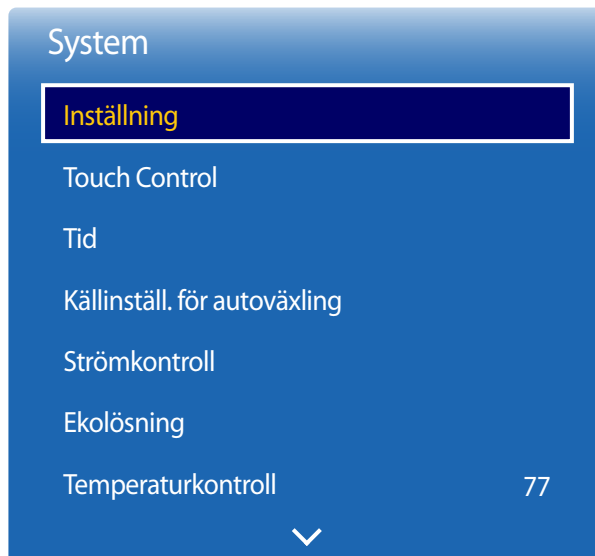 System
Inställning
Touch Control
Tid
Källinställ. för autoväxling
Strömkontroll
Ekolösning
Temperaturkontroll 77